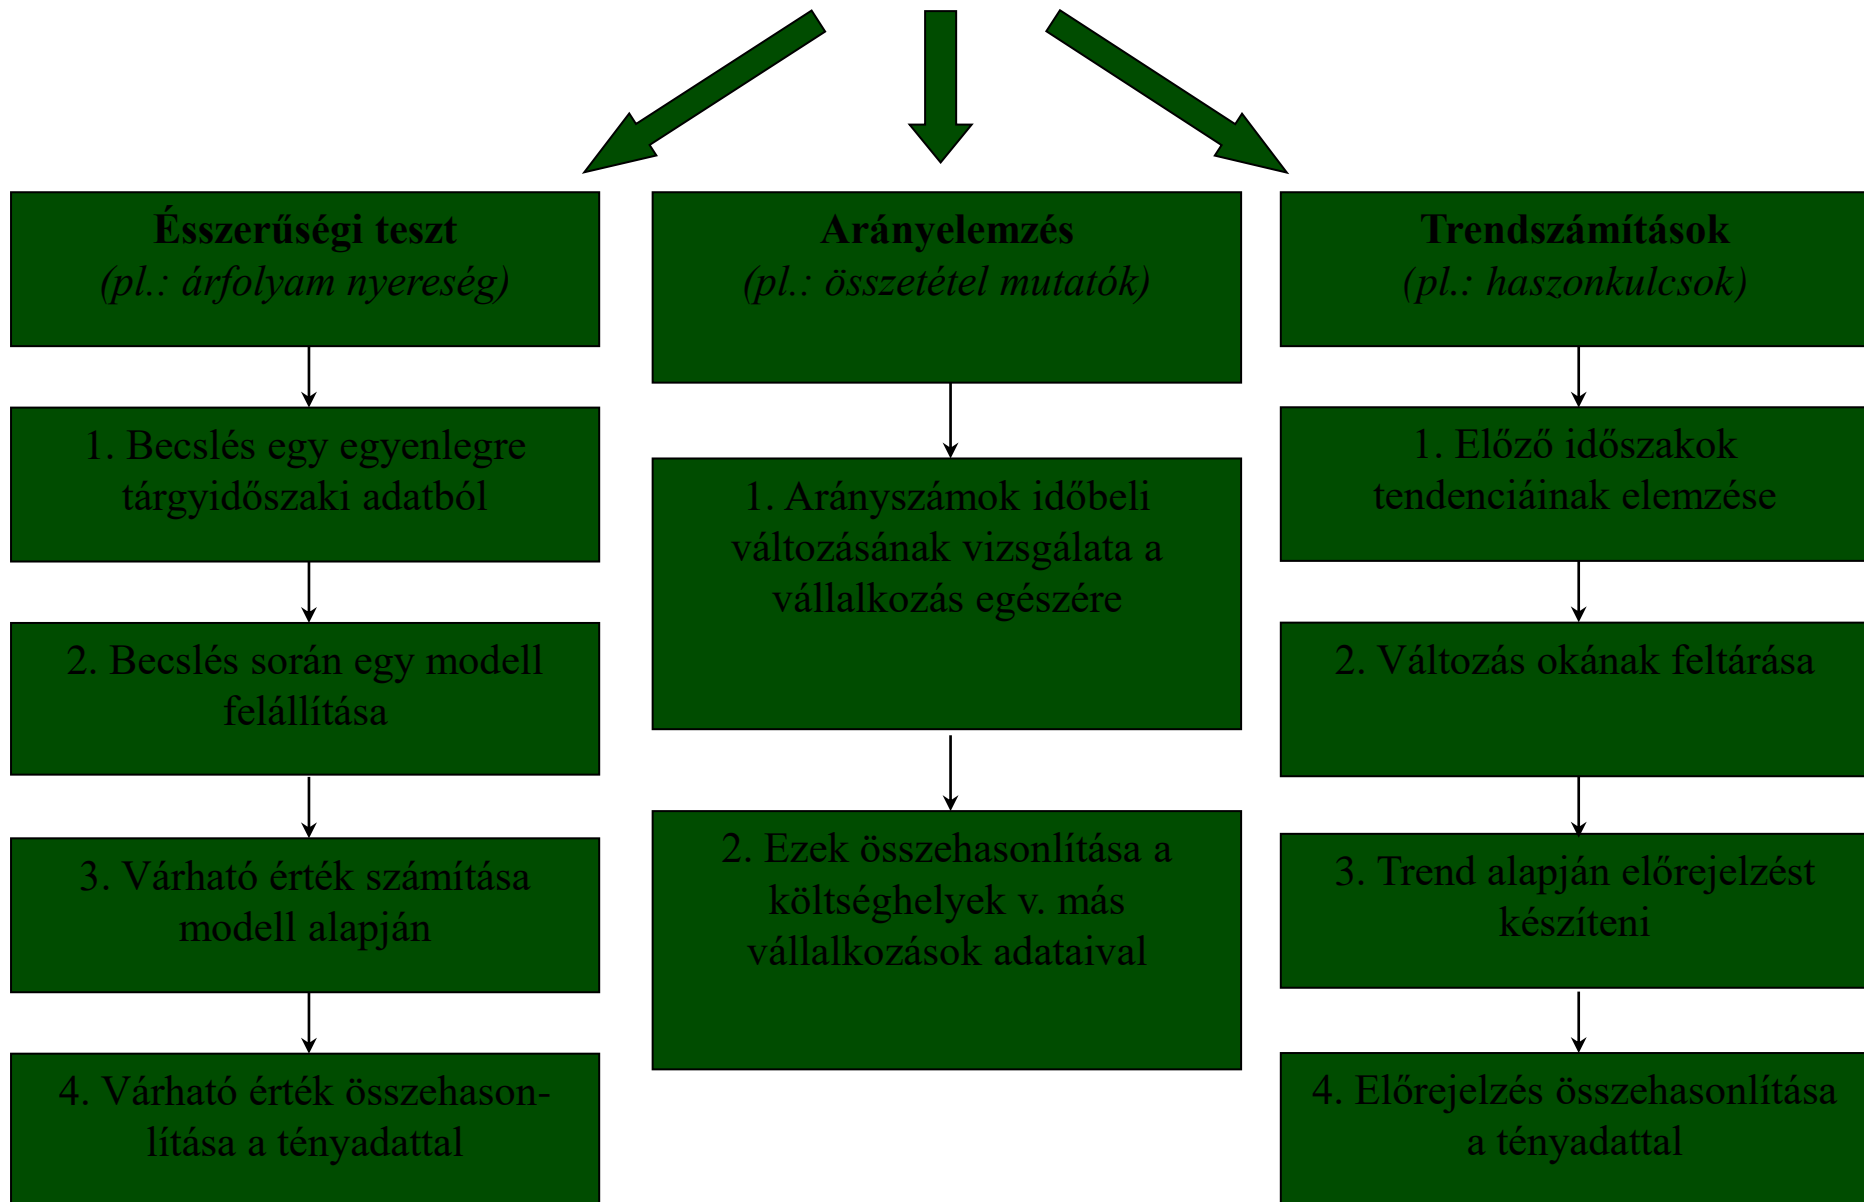 Ésszerűségi teszt
(pl.: árfolyam nyereség)
1. Becslés egy egyenlegre
tárgyidőszaki adatból
2. Becslés során egy modell
felállítása
3. Várható érték számítása
modell alapján
4. Várható érték összehason-
lítása a tényadattal
Arányelemzés
(pl.: összetétel mutatók)
1. Arányszámok időbeli
változásának vizsgálata a
vállalkozás egészére
2. Ezek összehasonlítása a
költséghelyek v. más
vállalkozások adataival
Trendszámítások
(pl.: haszonkulcsok)
1. Előző időszakok
tendenciáinak elemzése
2. Változás okának feltárása
3. Trend alapján előrejelzést
készíteni
4. Előrejelzés összehasonlítása
a tényadattal